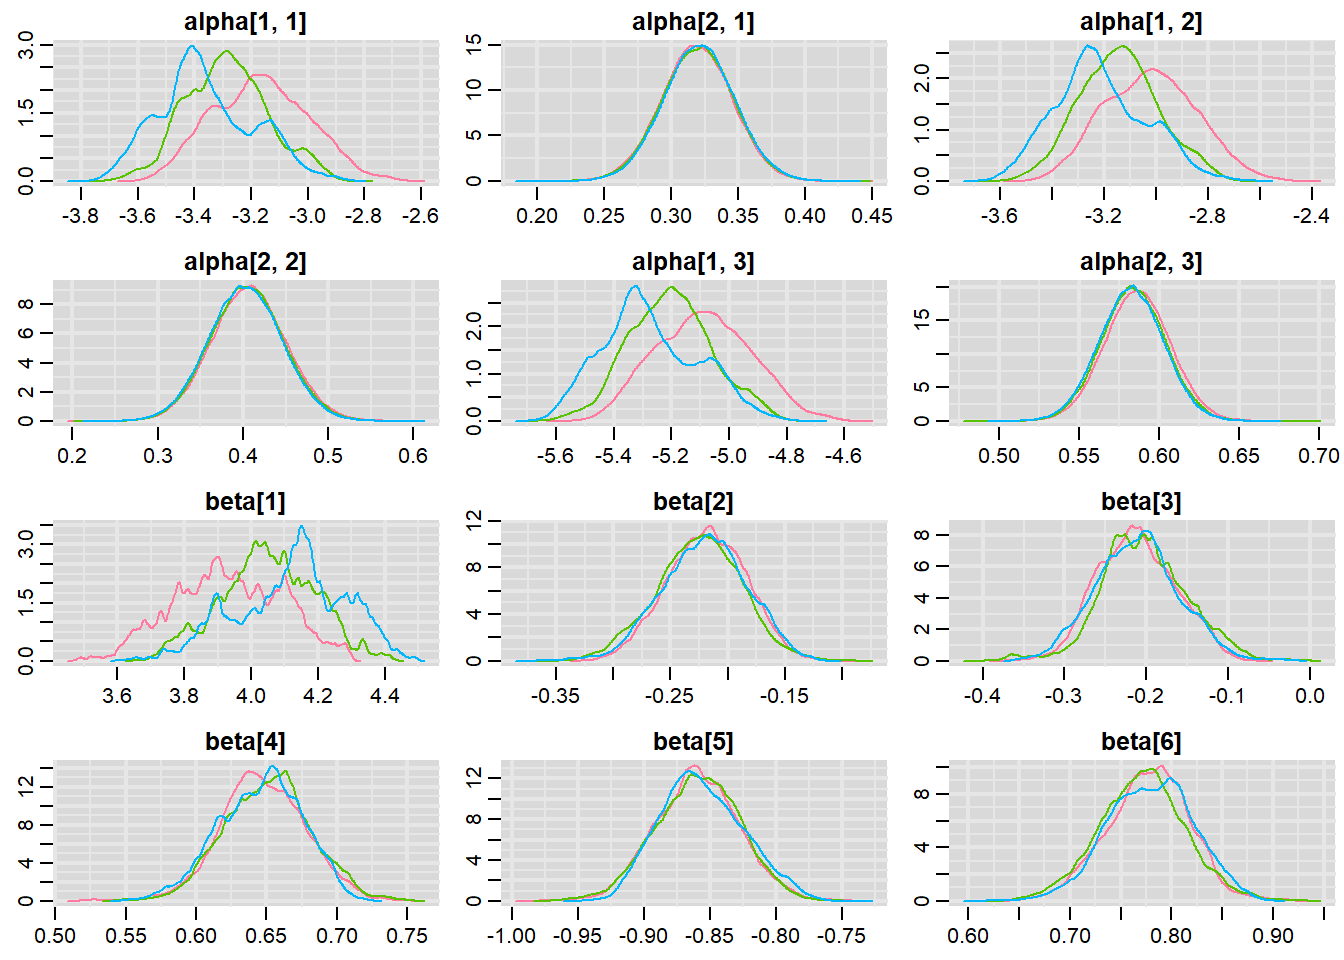 alpha[1, 1] alpha[2, 1] alpha[1, 2]
0.0 1.5 3.0 0 5 10 15 0.0 1.0 2.0
-3.8 -3.6 -3.4 -3.2 -3.0 -2.8 -2.6 0.20 0.25 0.30 0.35 0.40 0.45 -3.6 -3.2 -2.8 -2.4
alpha[2, 2] alpha[1, 3] alpha[2, 3]
0 2 4 6 8 0.0 1.0 2.0 0 5 15
0.2 0.3 0.4 0.5 0.6 -5.6 -5.4 -5.2 -5.0 -4.8 -4.6 0.50 0.55 0.60 0.65 0.70
beta[1] beta[2] beta[3]
0.0 1.5 3.0 0 4 8 12 0 2 4 6 8
3.6 3.8 4.0 4.2 4.4 -0.35 -0.25 -0.15 -0.4 -0.3 -0.2 -0.1 0.0
beta[4] beta[5] beta[6]
0 4 8 12 0 4 8 12 0 4 8
0.50 0.55 0.60 0.65 0.70 0.75 -1.00 -0.95 -0.90 -0.85 -0.80 -0.75 0.60 0.70 0.80 0.90